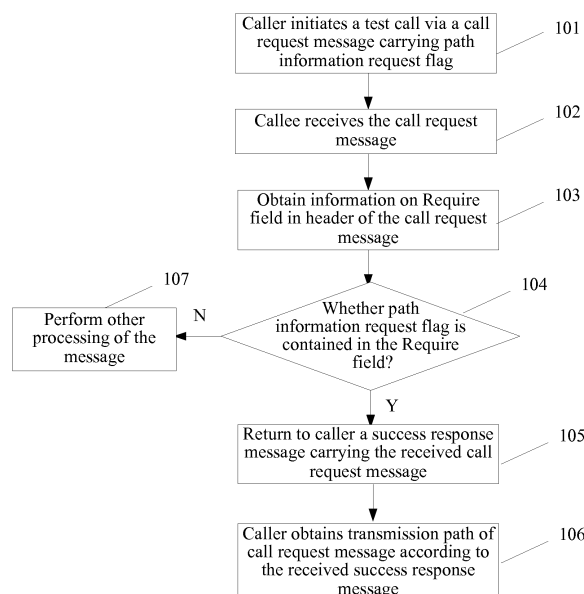 Caller initiates a test call via a call
request message carrying path
information request flag
101
Callee receives the call request
message
102
Obtain information on Require
field in header of the call request
message
103
Whether path
information request flag is
contained in the Require
field?
104
N
107
Perform other
processing of the
message
Y
Return to caller a success response
message carrying the received call
request message
105
Caller obtains transmission path of
call request message according to
the received success response
message
106